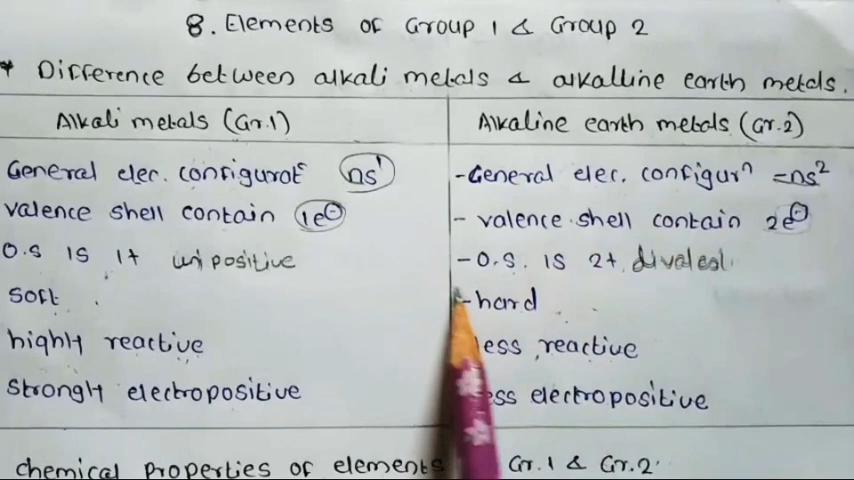 8. Elements of Group 1 & Group 2
* Difference between alkali metals & alkalline earth metals.
Alkali metals (Gr.1)
General elec. configurat^n ns¹
valence shell contain 1e⊖
O.S is 1+ unipositive
Soft
highly reactive
Strongly electropositive
Alkaline earth metals (Gr.2)
-General elec. configurⁿ =ns²
- valence shell contain 2e⊖
- O.S. is 2+ divalent
-hard
less reactive
electropositive
chemical properties of elements Gr.1 & Gr.2